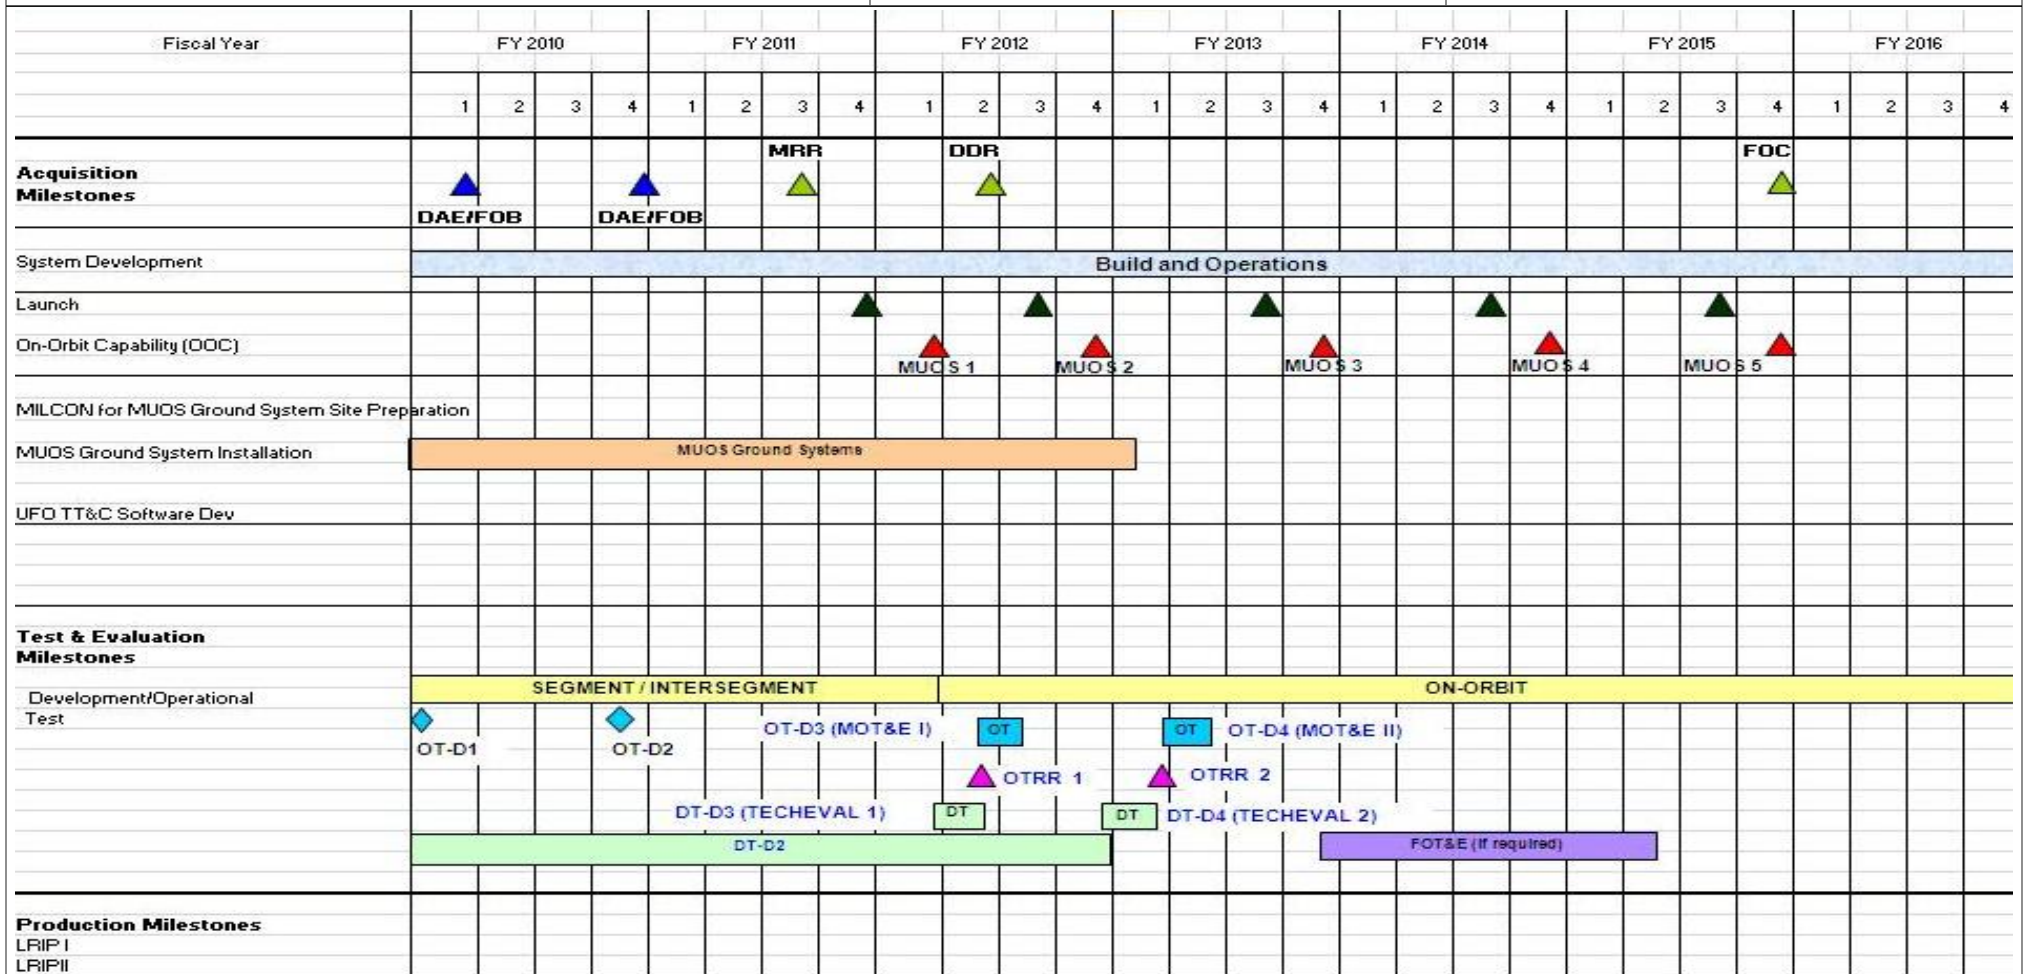 Fiscal Year FY 2010 FY 2011 FY 2012 FY 2013 FY 2014 FY 2015 FY 2016
1 2 3 4 1 2 3 4 1 2 3 4 1 2 3 4 1 2 3 4 1 2 3 4 1 2 3 4
MRR DDR FOC
Acquisition
Milestones
DAE/FOB DAE/FOB
System Development Build and Operations
Launch
On-Orbit Capability (OOC)
MUOS 1 MUOS 2 MUOS 3 MUOS 4 MUOS 5
MILCON for MUOS Ground System Site Preparation
MUOS Ground System Installation MUOS Ground Systems
UFO TT&C Software Dev
Test & Evaluation
Milestones
SEGMENT / INTERSEGMENT ON-ORBIT
Development/Operational
Test
OT-D3 (MOT&E I) OT OT OT-D4 (MOT&E II)
OT-D1 OT-D2
OTRR 1 OTRR 2
DT-D3 (TECHEVAL 1) DT DT DT-D4 (TECHEVAL 2)
DT-D2 FOT&E (if required)
Production Milestones
LRIP I
LRIPII